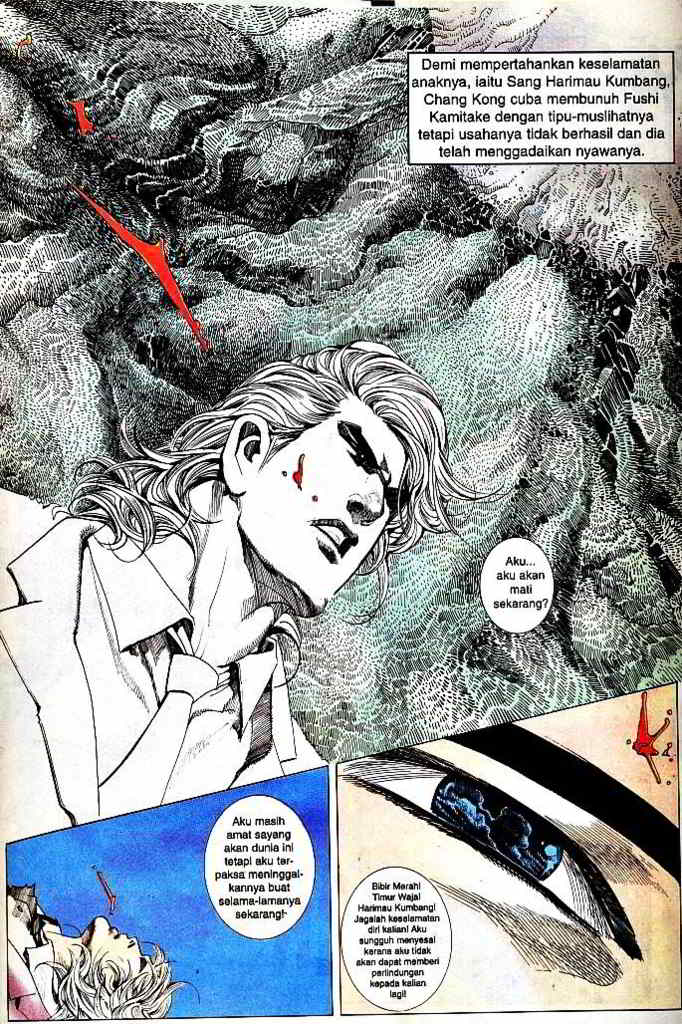 Demi mempertahankan keselamatan
anaknya, iaitu Sang Harimau Kumbang,
Chang Kong cuba membunuh Fushi
Kamitake dengan tipu-muslihatnya
tetapi usahanya tidak berhasil dan dia
telah menggadaikan nyawanya.
Aku...
aku akan
mati
sekarang?
Aku masih
amat sayang
akan dunia ini
tetapi aku ter-
paksa meninggal-
kannya buat
selama-lamanya
sekarang!-
Bibir Merah!
Timur Waja!
Harimau Kumbang!
Jagalah keselamatan
diri kalian! Aku
sungguh menyesal
kerana aku tidak
akan dapat memberi
perlindungan
kepada kalian
lagi!